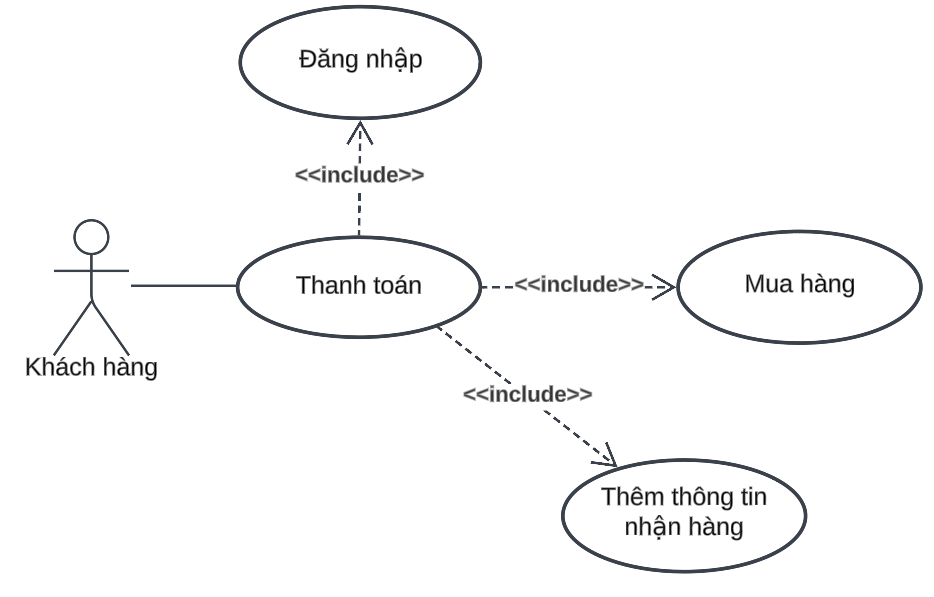 Đăng nhập
<<include>>
Thanh toán
<<include>>
Mua hàng
Khách hàng
<<include>>
Thêm thông tin
nhận hàng